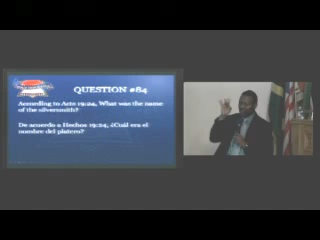 QUESTION #84
According to Acts 19:24, What was the name
of the silversmith?
De acuerdo a Hechos 19:24, ¿Cuál era el
nombre del platero?